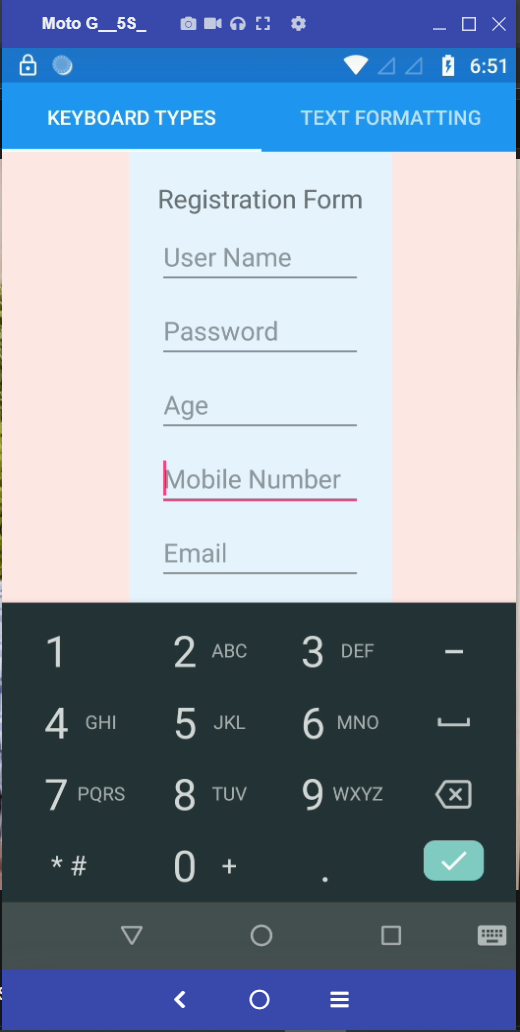 Moto G__5S_
6:51
KEYBOARD TYPES TEXT FORMATTING
Registration Form
User Name
Password
Age
Mobile Number
Email
1 2 ABC 3 DEF –
4 GHI 5 JKL 6 MNO
7 PQRS 8 TUV 9 WXYZ
* # 0 + .